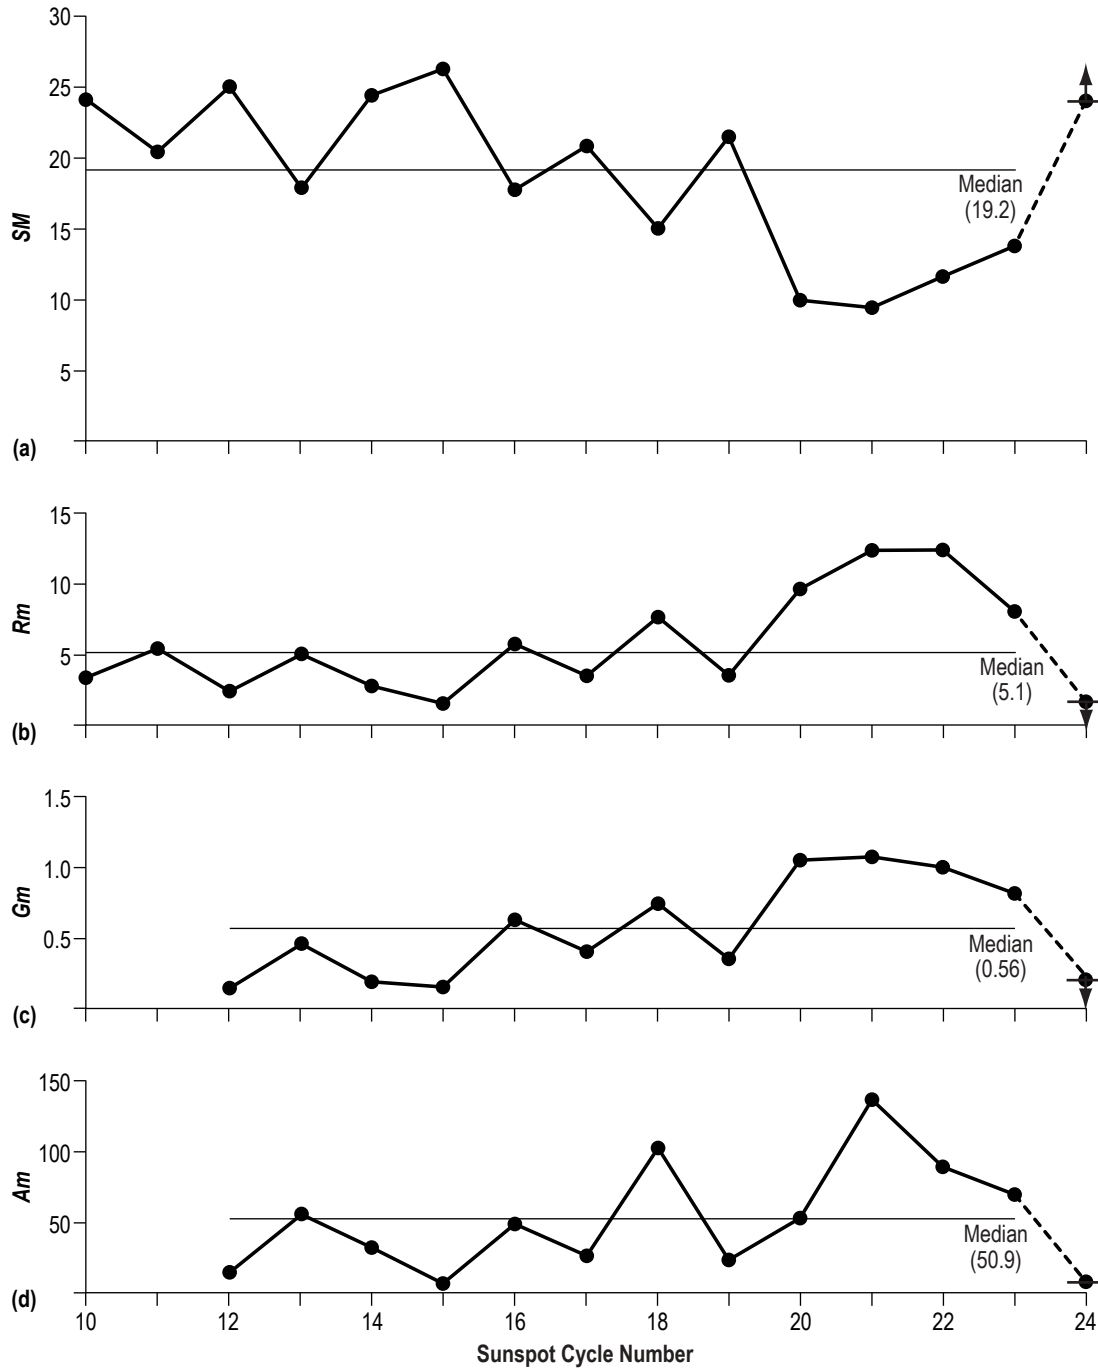 30
25
20
15
10
5
SM
Median
(19.2)
(a)
15
10
5
Rm
Median
(5.1)
(b)
1.5
1.0
0.5
Gm
Median
(0.56)
(c)
150
100
50
Am
Median
(50.9)
(d)
10 12 14 16 18 20 22 24
Sunspot Cycle Number